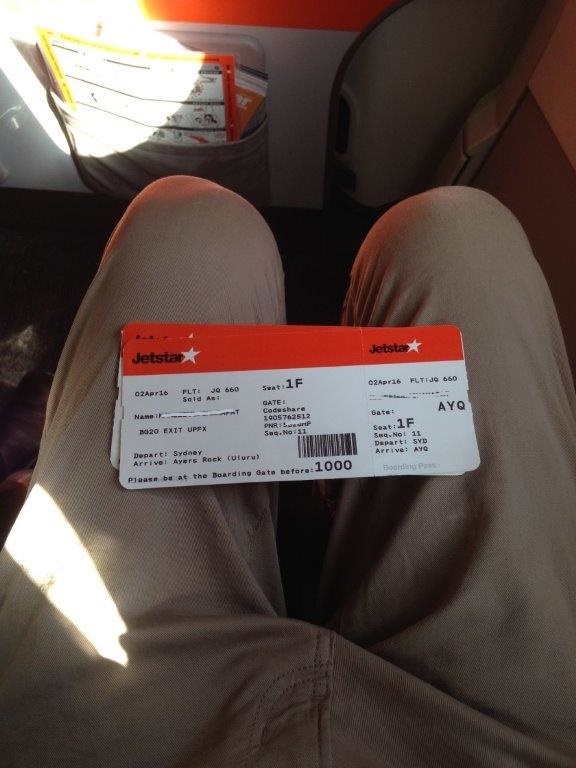 Jetstar
02Apr16 FLT: JQ 660 Seat: 1F
Sold As:
GATE:
Codeshare
Name:
1905762512
PNR:
BG20 EXIT UPFX
Seq.No: 11
Depart: Sydney
Arrive: Ayers Rock (Uluru)
Please be at the Boarding Gate before: 1000
Jetstar
02Apr16 FLT:JQ 660
Gate: AYQ
Seat: 1F
Seq.No: 11
Depart: SYD
Arrive: AYQ
Boarding Pass